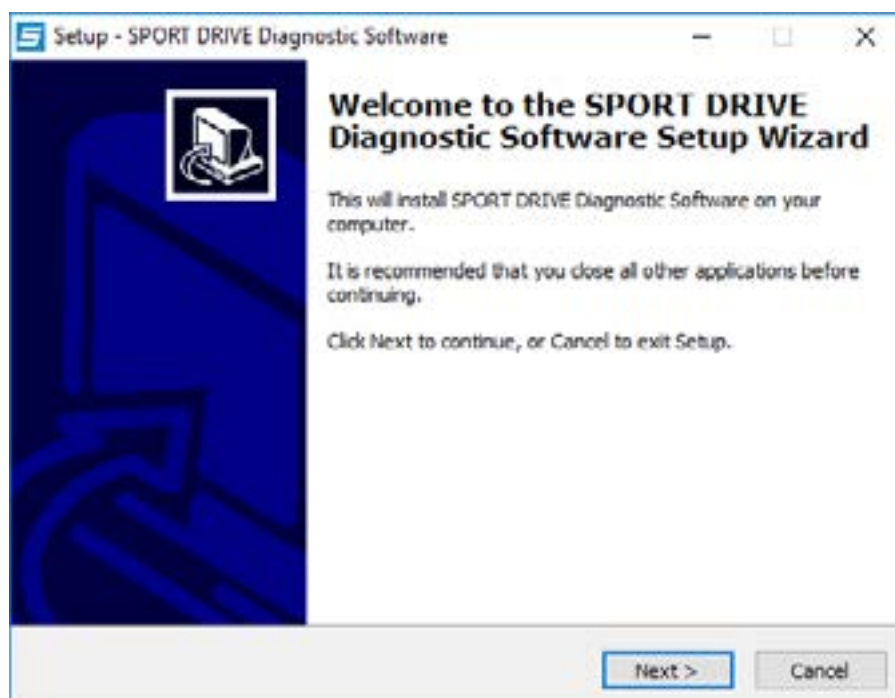 Setup - SPORT DRIVE Diagnostic Software
Welcome to the SPORT DRIVE
Diagnostic Software Setup Wizard
This will install SPORT DRIVE Diagnostic Software on your
computer.
It is recommended that you close all other applications before
continuing.
Click Next to continue, or Cancel to exit Setup.
Next >
Cancel